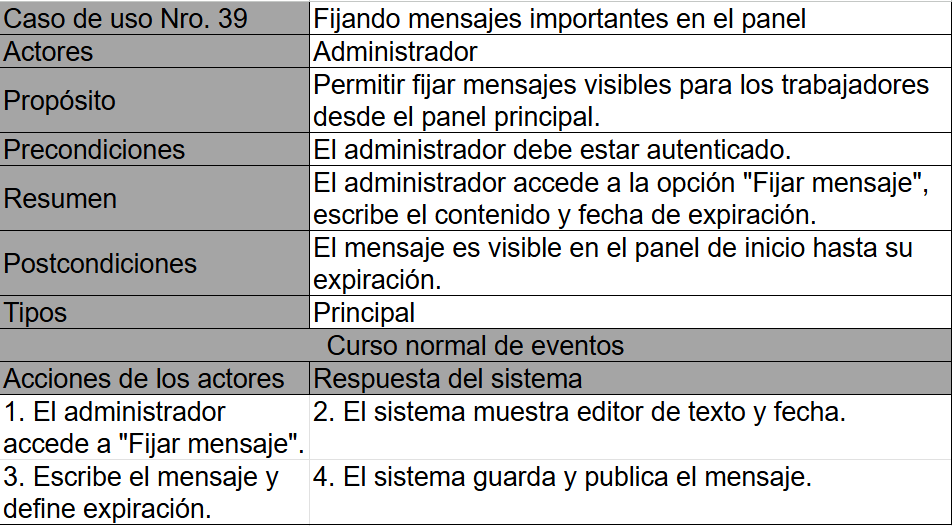 Caso de uso Nro. 39 Fijando mensajes importantes en el panel
Actores Administrador
Propósito Permitir fijar mensajes visibles para los trabajadores
desde el panel principal.
Precondiciones El administrador debe estar autenticado.
Resumen El administrador accede a la opción "Fijar mensaje",
escribe el contenido y fecha de expiración.
Postcondiciones El mensaje es visible en el panel de inicio hasta su
expiración.
Tipos Principal
Curso normal de eventos
Acciones de los actores Respuesta del sistema
1. El administrador
accede a "Fijar mensaje".
2. El sistema muestra editor de texto y fecha.
3. Escribe el mensaje y
define expiración.
4. El sistema guarda y publica el mensaje.